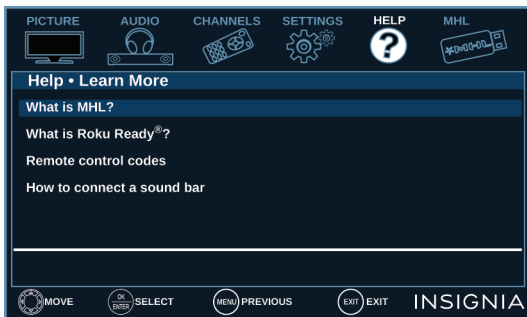 PICTURE AUDIO CHANNELS SETTINGS HELP MHL
?
MHL
Help • Learn More
What is MHL?
What is Roku Ready®?
Remote control codes
How to connect a sound bar
MOVE OK ENTER SELECT MENU PREVIOUS EXIT EXIT INSIGNIA